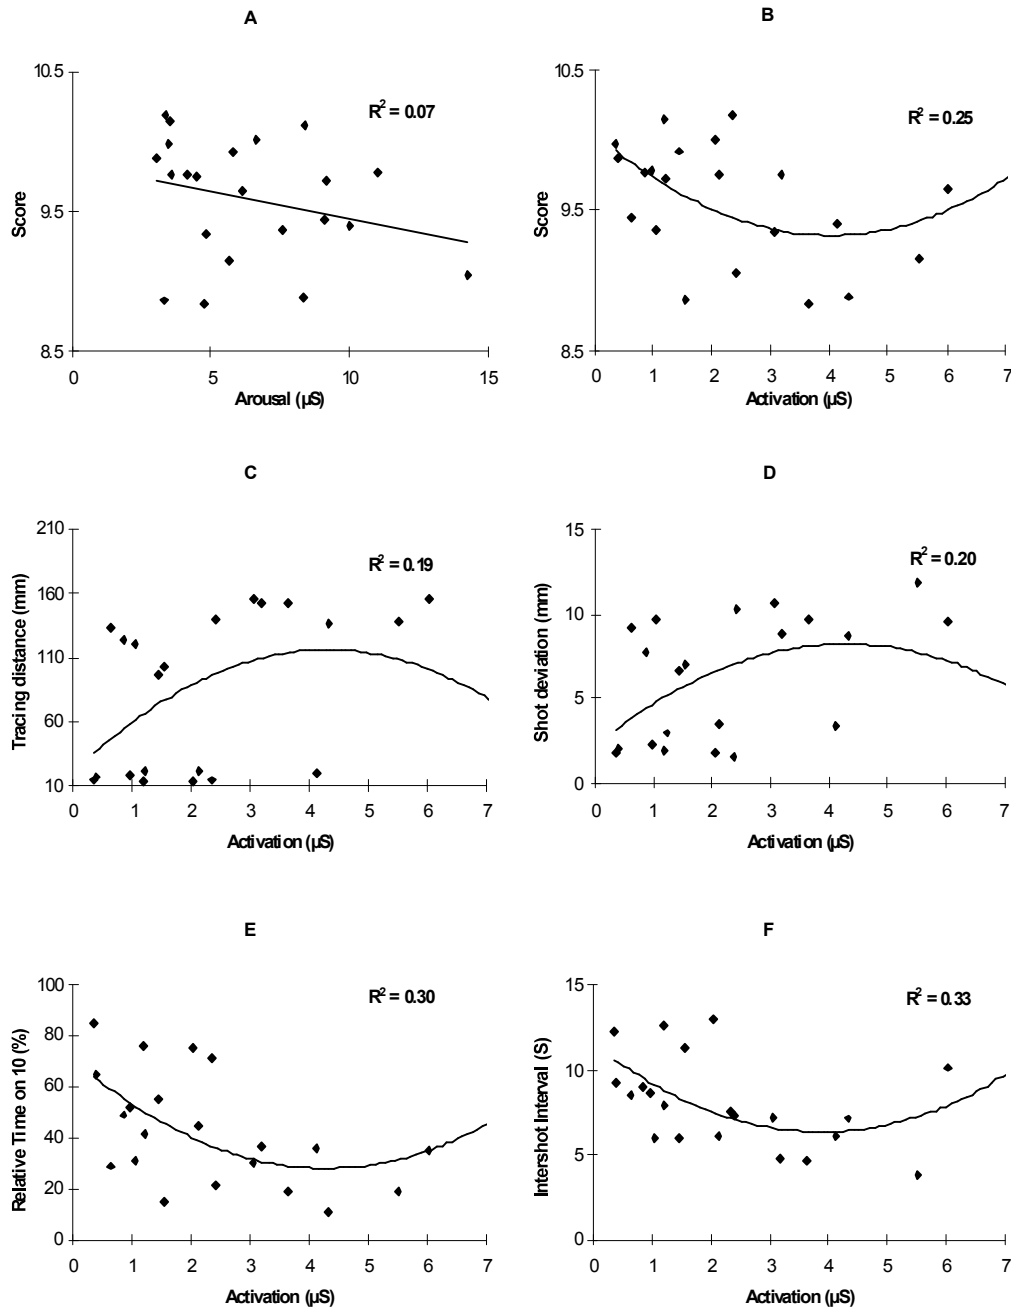 A
10.5
9.5
8.5
Score
R² = 0.07
0 5 10 15
Arousal (µS)
B
10.5
9.5
8.5
Score
R² = 0.25
0 1 2 3 4 5 6 7
Activation (µS)
C
210
160
110
60
10
Tracing distance (mm)
R² = 0.19
0 1 2 3 4 5 6 7
Activation (µS)
D
15
10
5
0
Shot deviation (mm)
R² = 0.20
0 1 2 3 4 5 6 7
Activation (µS)
E
100
80
60
40
20
0
Relative Time on 10 (%)
R² = 0.30
0 1 2 3 4 5 6 7
Activation (µS)
F
15
10
5
0
Intershot Interval (S)
R² = 0.33
0 1 2 3 4 5 6 7
Activation (µS)